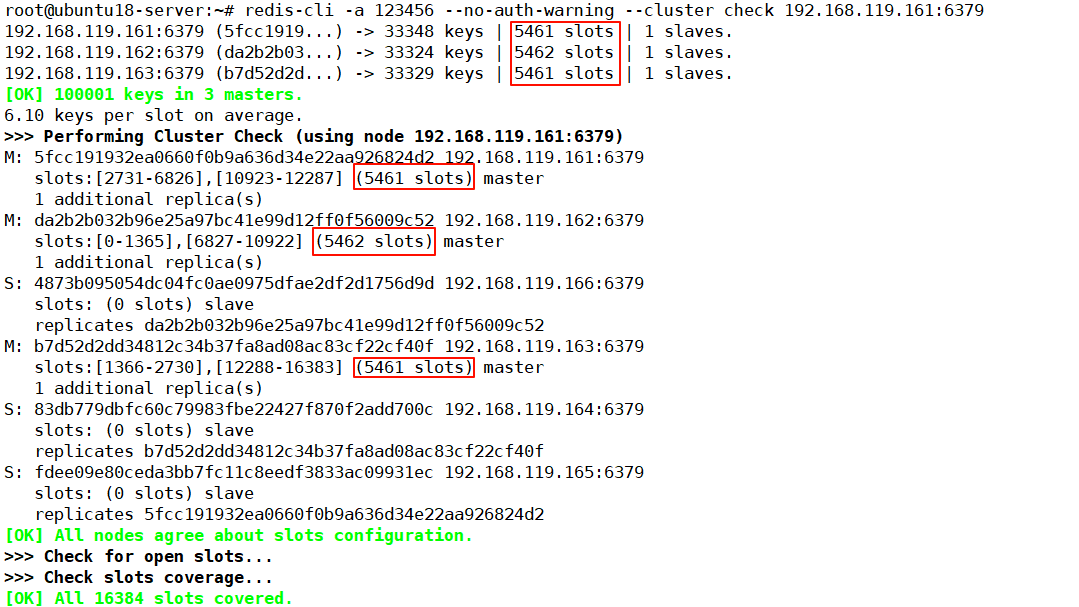 root@ubuntu18-server:~# redis-cli -a 123456 --no-auth-warning --cluster check 192.168.119.161:6379
192.168.119.161:6379 (5fcc1919...) -> 33348 keys | 5461 slots | 1 slaves.
192.168.119.162:6379 (da2b2b03...) -> 33324 keys | 5462 slots | 1 slaves.
192.168.119.163:6379 (b7d52d2d...) -> 33329 keys | 5461 slots | 1 slaves.
[OK] 100001 keys in 3 masters.
6.10 keys per slot on average.
>>> Performing Cluster Check (using node 192.168.119.161:6379)
M: 5fcc191932ea0660f0b9a636d34e22aa926824d2 192.168.119.161:6379
   slots:[2731-6826],[10923-12287] (5461 slots) master
   1 additional replica(s)
M: da2b2b032b96e25a97bc41e99d12ff0f56009c52 192.168.119.162:6379
   slots:[0-1365],[6827-10922] (5462 slots) master
   1 additional replica(s)
S: 4873b095054dc04fc0ae0975dfae2df2d1756d9d 192.168.119.166:6379
   slots: (0 slots) slave
   replicates da2b2b032b96e25a97bc41e99d12ff0f56009c52
M: b7d52d2dd34812c34b37fa8ad08ac83cf22cf40f 192.168.119.163:6379
   slots:[1366-2730],[12288-16383] (5461 slots) master
   1 additional replica(s)
S: 83db779dbfc60c79983fbe22427f870f2add700c 192.168.119.164:6379
   slots: (0 slots) slave
   replicates b7d52d2dd34812c34b37fa8ad08ac83cf22cf40f
S: fdee09e80ceda3bb7fc11c8eedf3833ac09931ec 192.168.119.165:6379
   slots: (0 slots) slave
   replicates 5fcc191932ea0660f0b9a636d34e22aa926824d2
[OK] All nodes agree about slots configuration.
>>> Check for open slots...
>>> Check slots coverage...
[OK] All 16384 slots covered.